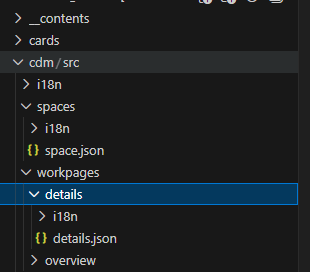 __contents
cards
cdm / src
i18n
spaces
i18n
{} space.json
workpages
details
i18n
{} details.json
overview